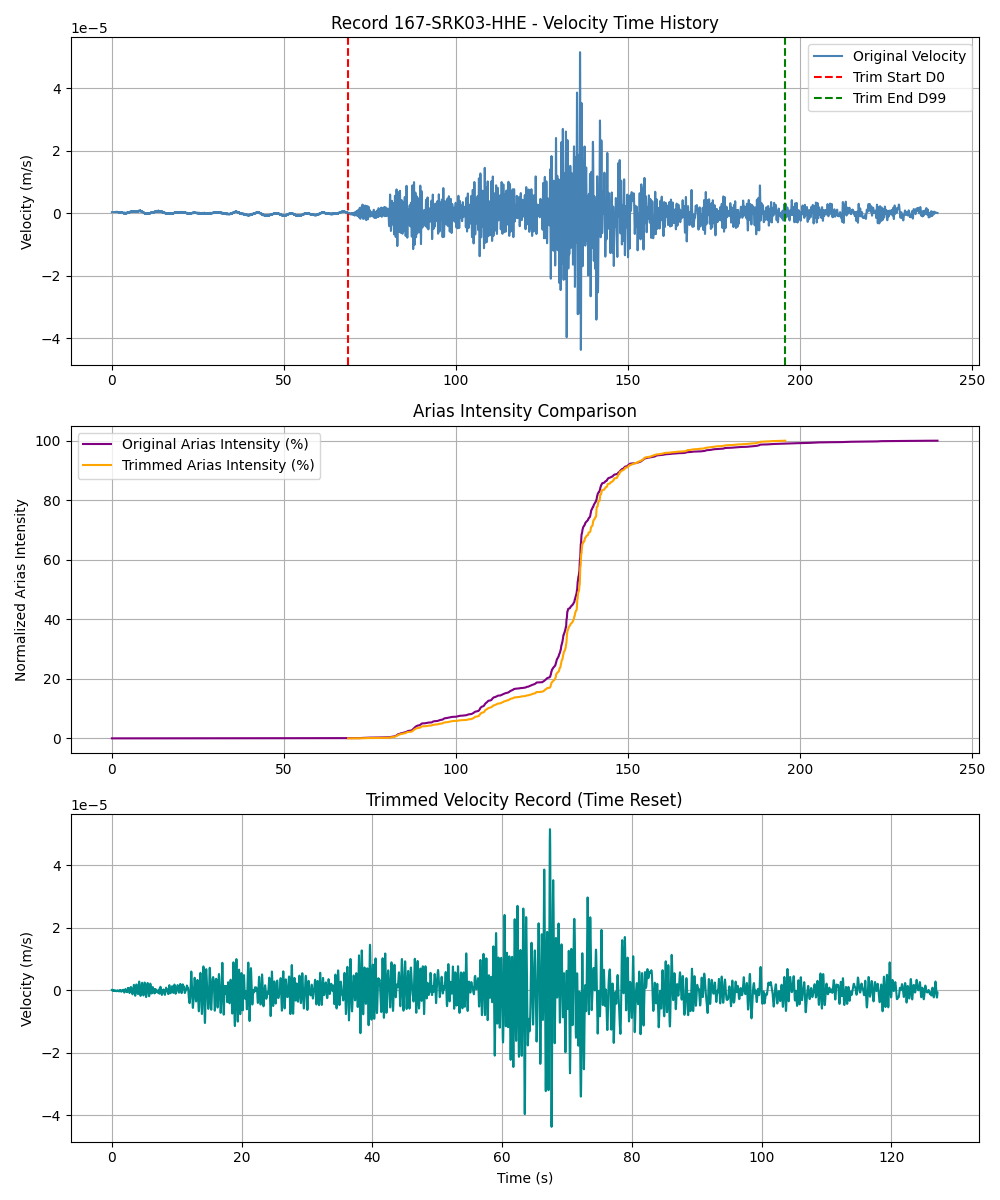 Record 167-SRK03-HHE - Velocity Time History
1e−5
Original Velocity
Trim Start D0
Trim End D99
Velocity (m/s)
4
2
0
−2
−4
0 50 100 150 200 250
Arias Intensity Comparison
Original Arias Intensity (%)
Trimmed Arias Intensity (%)
Normalized Arias Intensity
100
80
60
40
20
0
0 50 100 150 200 250
Trimmed Velocity Record (Time Reset)
1e−5
Velocity (m/s)
4
2
0
−2
−4
0 20 40 60 80 100 120
Time (s)